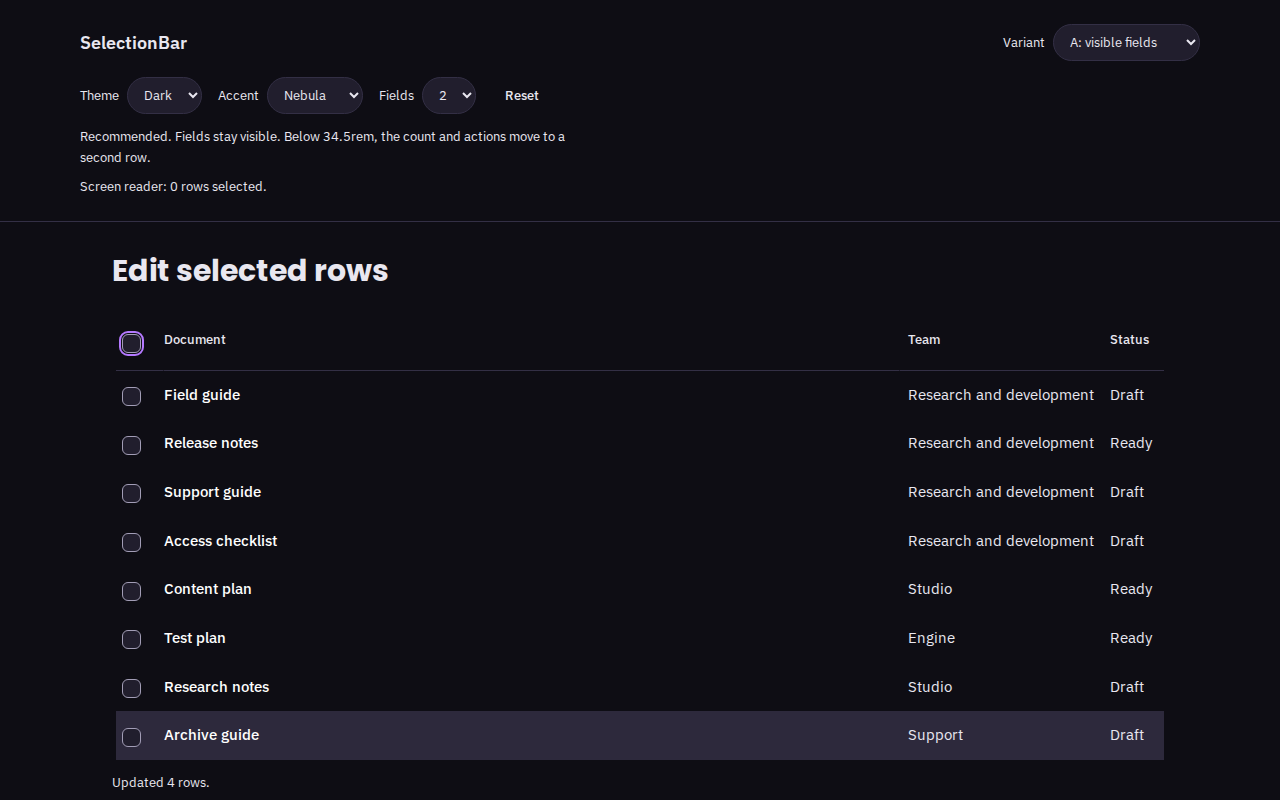 SelectionBar
Variant A: visible fields
Theme Dark Accent Nebula Fields 2 Reset
Recommended. Fields stay visible. Below 34.5rem, the count and actions move to a
second row.
Screen reader: 0 rows selected.
Edit selected rows
Document Team Status
Field guide Research and development Draft
Release notes Research and development Ready
Support guide Research and development Draft
Access checklist Research and development Draft
Content plan Studio Ready
Test plan Engine Ready
Research notes Studio Draft
Archive guide Support Draft
Updated 4 rows.